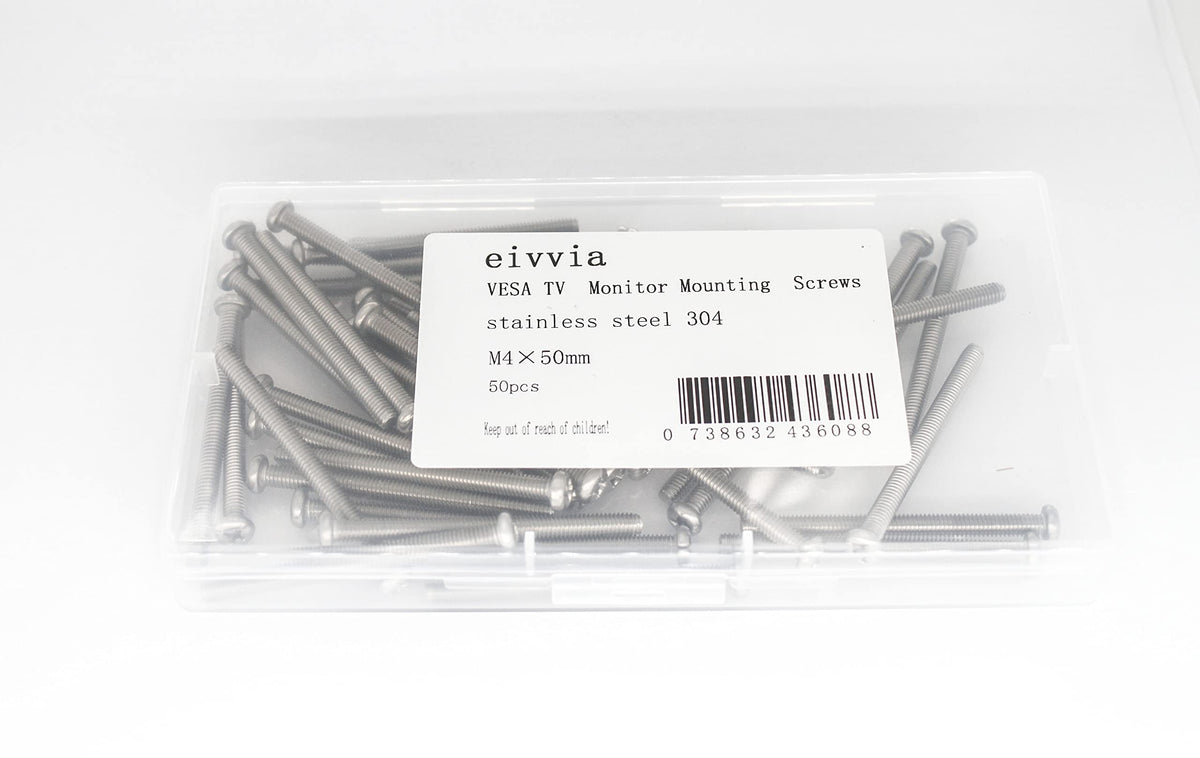 eivvia
VESA TV Monitor Mounting Screws
stainless steel 304
M4×50mm
50pcs
Keep out of reach of children!
0 738632 436088